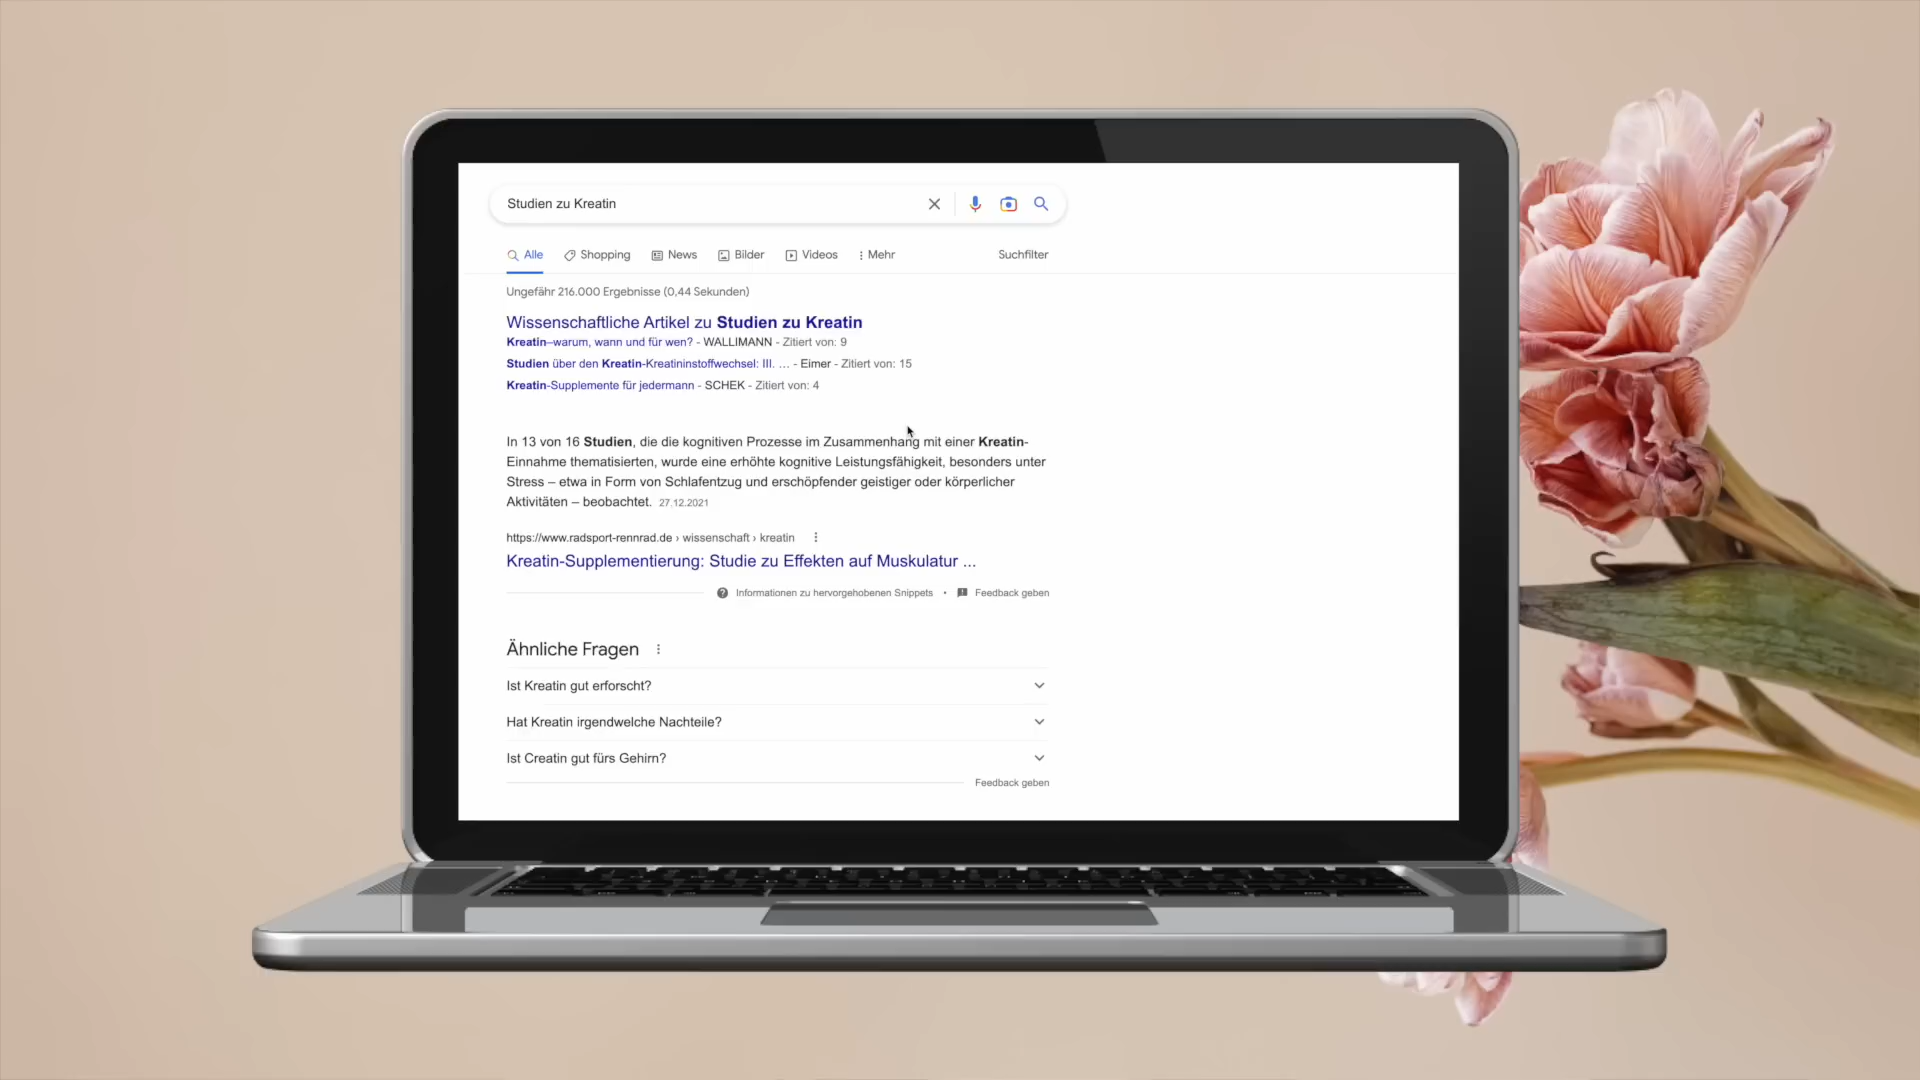 Studien zu Kreatin
Alle Shopping News Bilder Videos Mehr Suchfilter
Ungefähr 216.000 Ergebnisse (0,44 Sekunden)
Wissenschaftliche Artikel zu Studien zu Kreatin
Kreatin–warum, wann und für wen? - WALLIMANN - Zitiert von: 9
Studien über den Kreatin-Kreatininstoffwechsel: III. … - Eimer - Zitiert von: 15
Kreatin-Supplemente für jedermann - SCHEK - Zitiert von: 4
In 13 von 16 Studien, die die kognitiven Prozesse im Zusammenhang mit einer Kreatin-
Einnahme thematisierten, wurde eine erhöhte kognitive Leistungsfähigkeit, besonders unter
Stress – etwa in Form von Schlafentzug und erschöpfender geistiger oder körperlicher
Aktivitäten – beobachtet. 27.12.2021
https://www.radsport-rennrad.de › wissenschaft › kreatin
Kreatin-Supplementierung: Studie zu Effekten auf Muskulatur ...
Informationen zu hervorgehobenen Snippets • Feedback geben
Ähnliche Fragen
Ist Kreatin gut erforscht?
Hat Kreatin irgendwelche Nachteile?
Ist Creatin gut fürs Gehirn?
Feedback geben